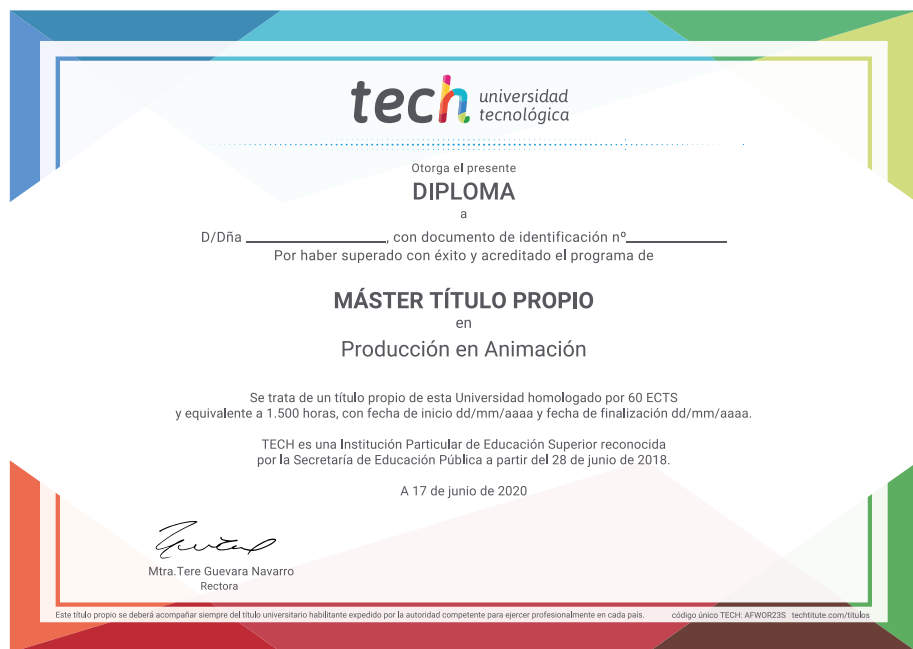 tech universidad
tecnológica
Otorga el presente
DIPLOMA
a
D/Dña ______________, con documento de identificación nº__________
Por haber superado con éxito y acreditado el programa de
MÁSTER TÍTULO PROPIO
en
Producción en Animación
Se trata de un título propio de esta Universidad homologado por 60 ECTS
y equivalente a 1.500 horas, con fecha de inicio dd/mm/aaaa y fecha de finalización dd/mm/aaaa.
TECH es una Institución Particular de Educación Superior reconocida
por la Secretaría de Educación Pública a partir del 28 de junio de 2018.
A 17 de junio de 2020
Mtra.Tere Guevara Navarro
Rectora
Este título propio se deberá acompañar siempre del título universitario habilitante expedido por la autoridad competente para ejercer profesionalmente en cada país. código único TECH: AFWOR23S techtitute.com/titulos